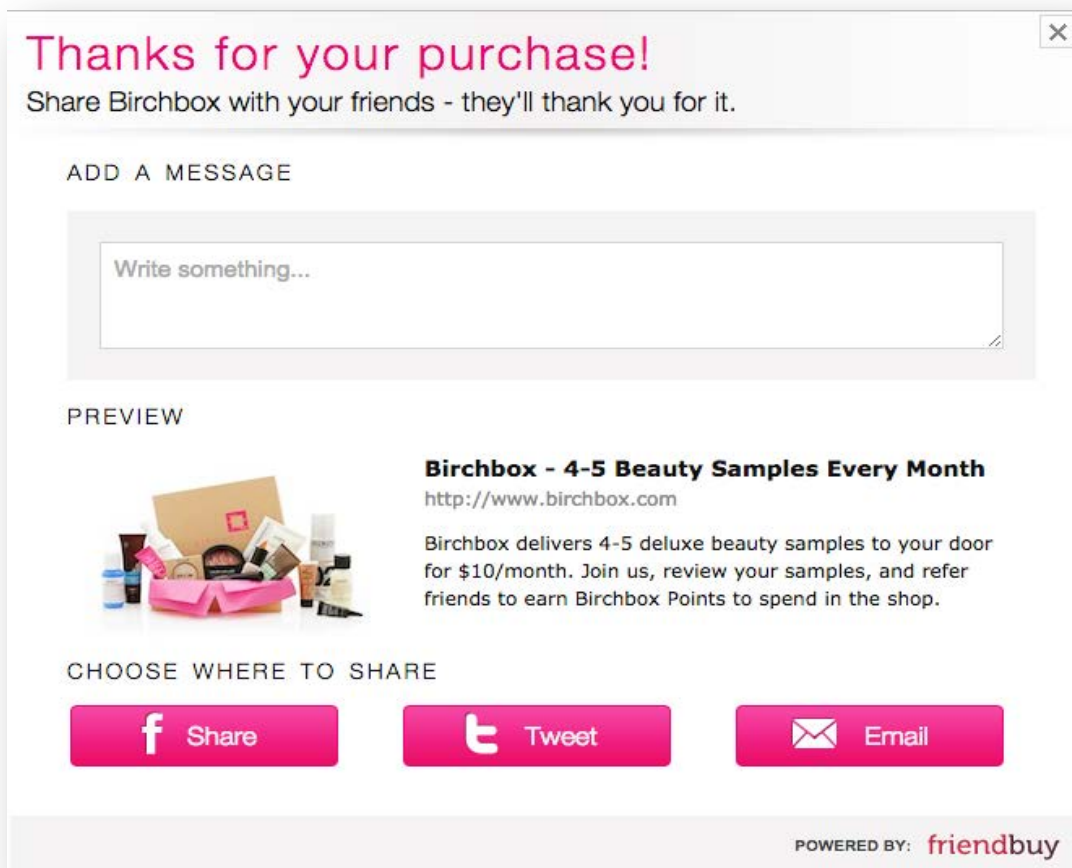 Thanks for your purchase!
Share Birchbox with your friends - they'll thank you for it.
ADD A MESSAGE
Write something...
PREVIEW
Birchbox - 4-5 Beauty Samples Every Month
http://www.birchbox.com
Birchbox delivers 4-5 deluxe beauty samples to your door
for $10/month. Join us, review your samples, and refer
friends to earn Birchbox Points to spend in the shop.
CHOOSE WHERE TO SHARE
f Share
t Tweet
Email
POWERED BY: friendbuy